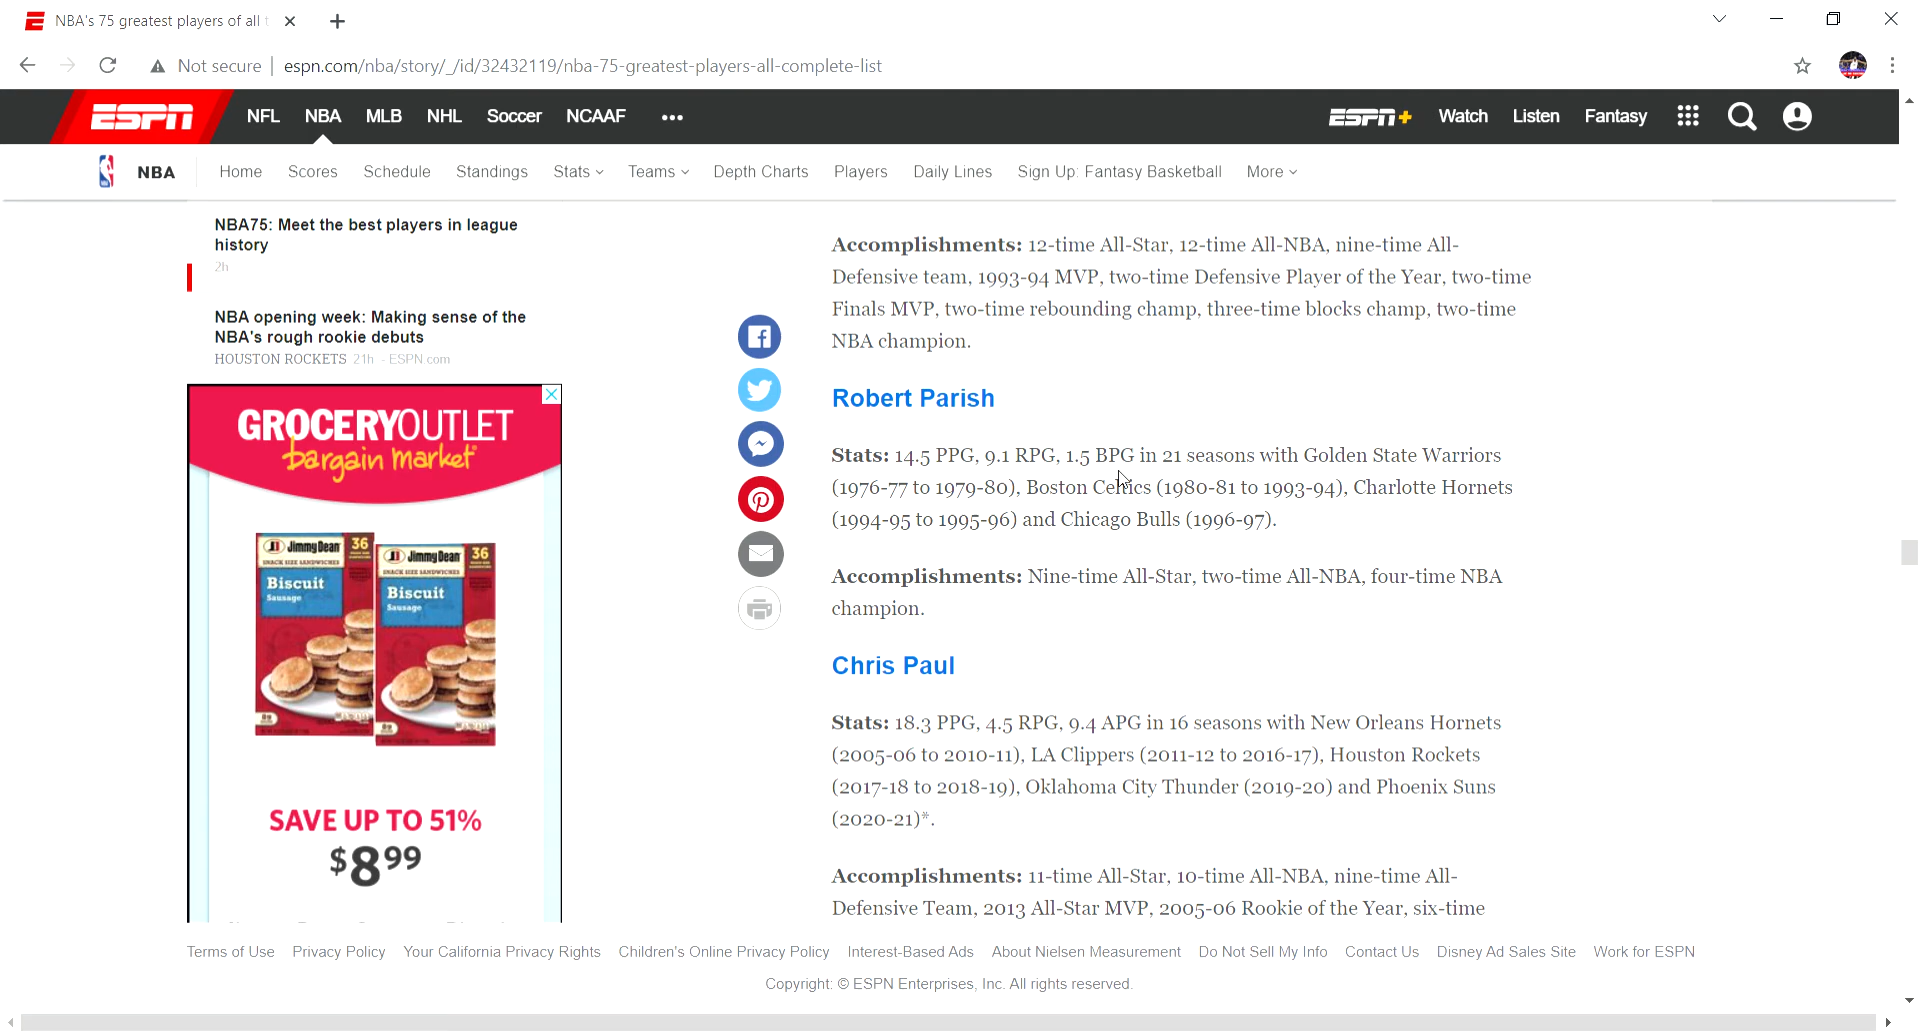 NBA's 75 greatest players of all
Not secure
espn.com/nba/story/_/id/32432119/nba-75-greatest-players-all-complete-list
ESPN
NFL NBA MLB NHL Soccer NCAAF
ESPN+ Watch Listen Fantasy
NBA Home Scores Schedule Standings Stats Teams Depth Charts Players Daily Lines Sign Up: Fantasy Basketball More
NBA75: Meet the best players in league
history
2h
NBA opening week: Making sense of the
NBA's rough rookie debuts
HOUSTON ROCKETS 21h - ESPN.com
GROCERY OUTLET
bargain market
Jimmy Dean 36
SNACK SIZE SANDWICHES
Biscuit
Sausage
Jimmy Dean 36
SNACK SIZE SANDWICHES
Biscuit
Sausage
SAVE UP TO 51%
$8 99
Accomplishments: 12-time All-Star, 12-time All-NBA, nine-time All-
Defensive team, 1993-94 MVP, two-time Defensive Player of the Year, two-time
Finals MVP, two-time rebounding champ, three-time blocks champ, two-time
NBA champion.
Robert Parish
Stats: 14.5 PPG, 9.1 RPG, 1.5 BPG in 21 seasons with Golden State Warriors
(1976-77 to 1979-80), Boston Celtics (1980-81 to 1993-94), Charlotte Hornets
(1994-95 to 1995-96) and Chicago Bulls (1996-97).
Accomplishments: Nine-time All-Star, two-time All-NBA, four-time NBA
champion.
Chris Paul
Stats: 18.3 PPG, 4.5 RPG, 9.4 APG in 16 seasons with New Orleans Hornets
(2005-06 to 2010-11), LA Clippers (2011-12 to 2016-17), Houston Rockets
(2017-18 to 2018-19), Oklahoma City Thunder (2019-20) and Phoenix Suns
(2020-21)*.
Accomplishments: 11-time All-Star, 10-time All-NBA, nine-time All-
Defensive Team, 2013 All-Star MVP, 2005-06 Rookie of the Year, six-time
Terms of Use Privacy Policy Your California Privacy Rights Children's Online Privacy Policy Interest-Based Ads About Nielsen Measurement Do Not Sell My Info Contact Us Disney Ad Sales Site Work for ESPN
Copyright: © ESPN Enterprises, Inc. All rights reserved.